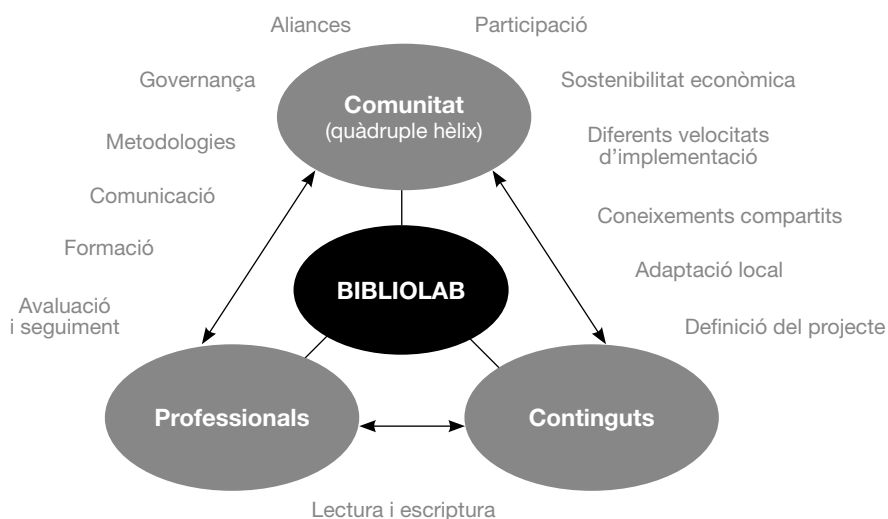 Aliances
Participació
Governança
Sostenibilitat econòmica
Comunitat
(quàdruple hèlix)
Metodologies
Diferents velocitats
d’implementació
Comunicació
Coneixements compartits
Formació
Adaptació local
BIBLIOLAB
Avaluació
i seguiment
Definició del projecte
Professionals
Continguts
Lectura i escriptura